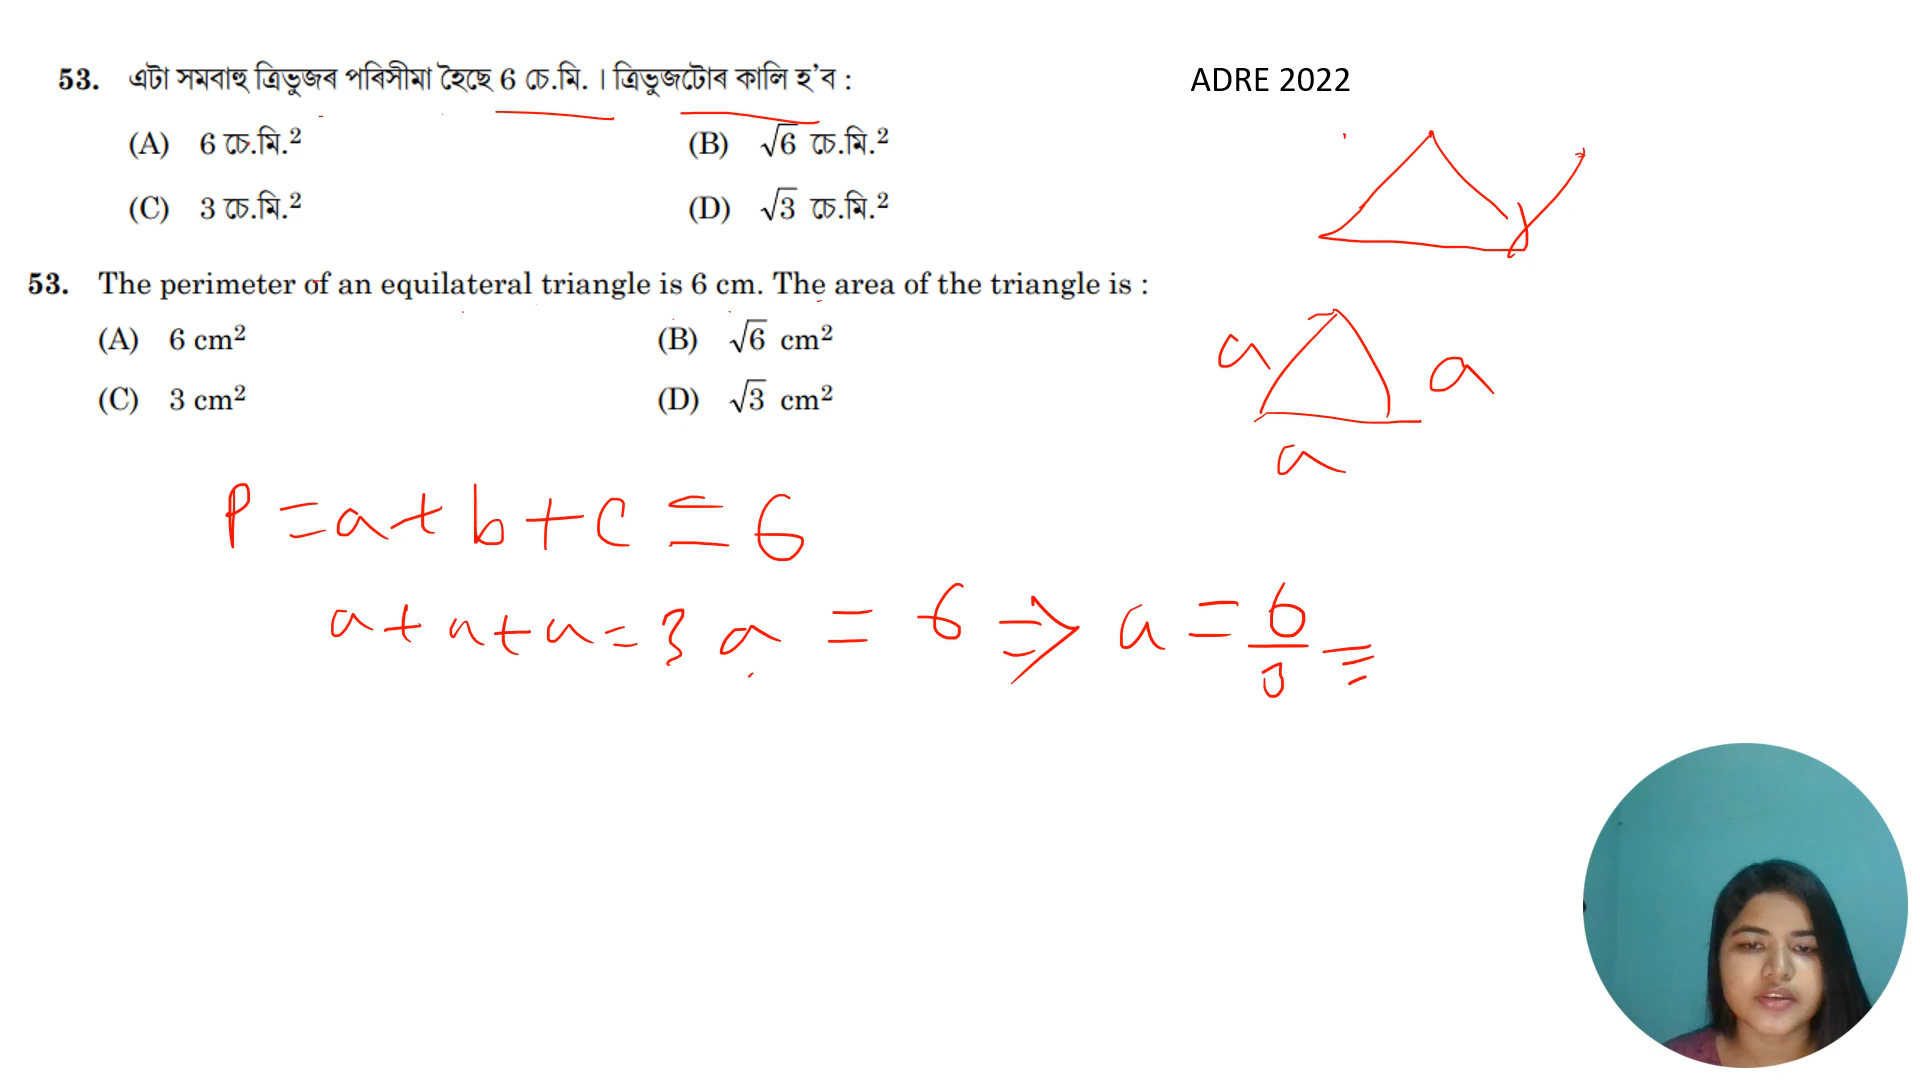 53. এটা সমবাহু ত্ৰিভুজৰ পৰিসীমা হৈছে 6 চে.মি. । ত্ৰিভুজটোৰ কালি হ’ব :
(A) 6 চে.মি.² (B) √6 চে.মি.²
(C) 3 চে.মি.² (D) √3 চে.মি.²
53. The perimeter of an equilateral triangle is 6 cm. The area of the triangle is :
(A) 6 cm² (B) √6 cm²
(C) 3 cm² (D) √3 cm²
ADRE 2022
a a
a
P = a + b + c = 6
a + a + a = 3 a = 6 ⇒ a = 6/3 =